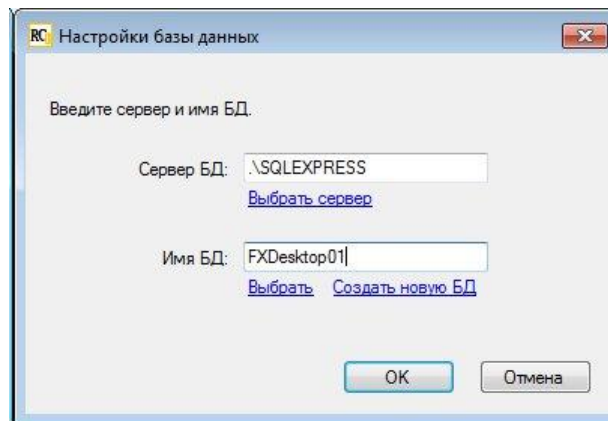 RC Настройки базы данных
Введите сервер и имя БД.
Сервер БД: .\SQLEXPRESS
Выбрать сервер
Имя БД: FXDesktop01
Выбрать Создать новую БД
OK Отмена